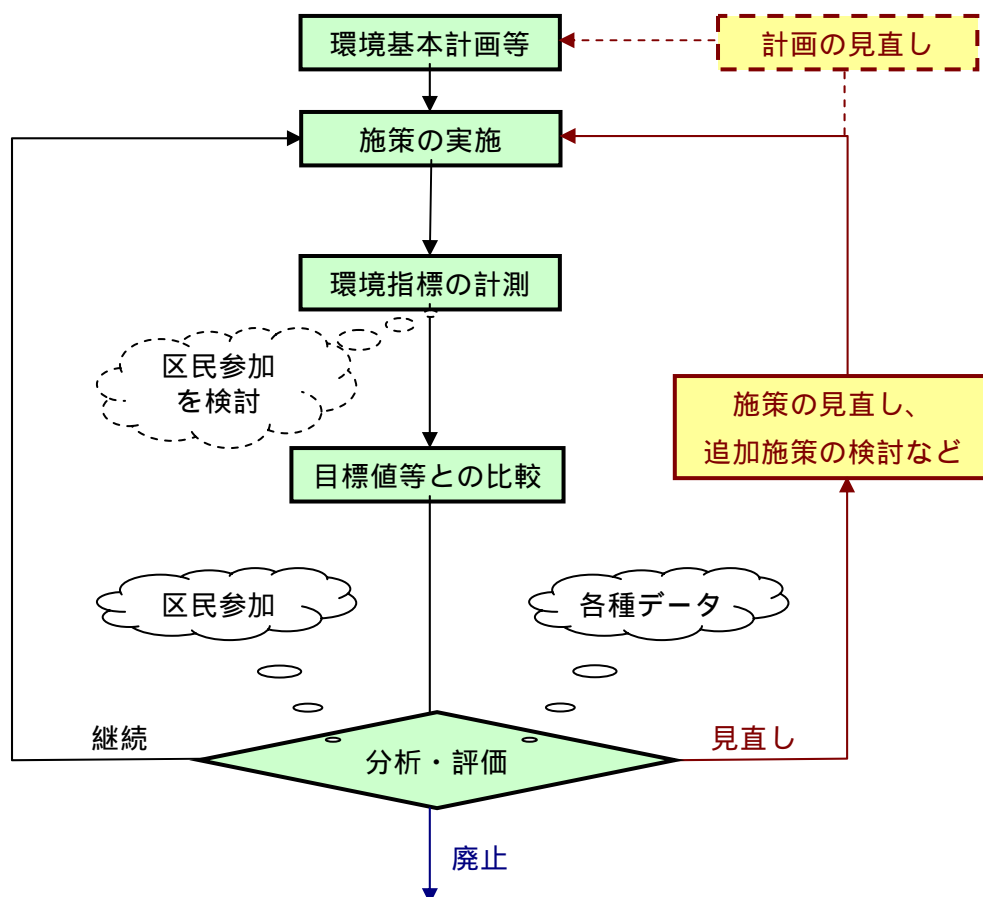 環境基本計画等
計画の見直し
施策の実施
環境指標の計測
区民参加
を検討
施策の見直し、
追加施策の検討など
目標値等との比較
区民参加
各種データ
継続
見直し
分析・評価
廃止